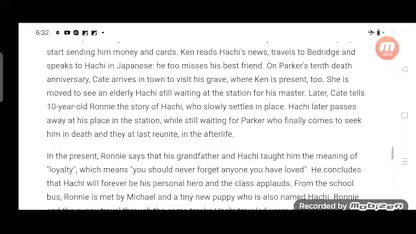 6:32
start sending him money and cards. Ken reads Hachi's news, travels to Bedridge and
speaks to Hachi in Japanese: he too misses his best friend. On Parker's tenth death
anniversary, Cate arrives in town to visit his grave, where Ken is present, too. She is
moved to see an elderly Hachi still waiting at the station for his master. Later, Cate tells
10-year-old Ronnie the story of Hachi, who slowly settles in place. Hachi later passes
away at his place in the station, while still waiting for Parker who finally comes to seek
him in death and they at last reunite, in the afterlife.
In the present, Ronnie says that his grandfather and Hachi taught him the meaning of
"loyalty", which means "you should never forget anyone you have loved" He concludes
that Hachi will forever be his personal hero and the class applauds. From the school
bus, Ronnie is met by Michael and a tiny new puppy who is also named Hachi. Ronnie
Recorded by mobizen